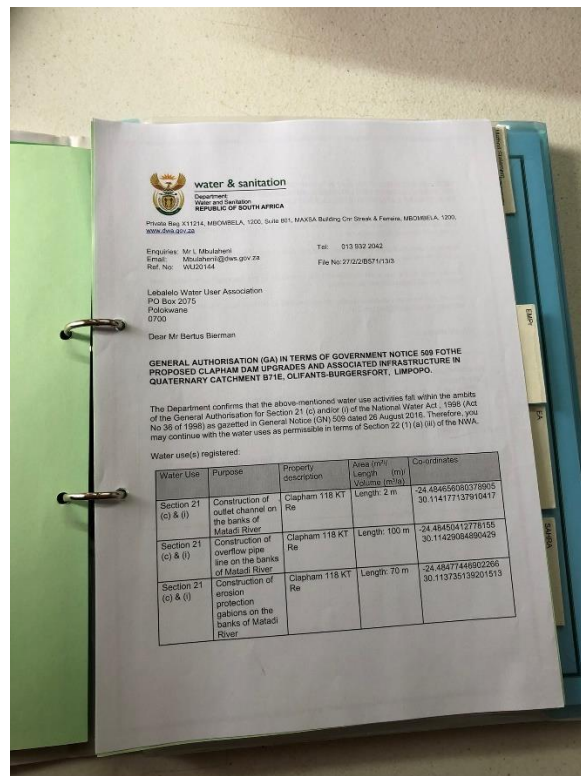 water & sanitation
Department:
Water and Sanitation
REPUBLIC OF SOUTH AFRICA
Private Bag X11214, MBOMBELA, 1200, Suite 801, MAXSA Building Cnr Streak & Ferreira, MBOMBELA, 1200,
www.dwa.gov.za
Enquiries: Mr L Mbulaheni
Tel: 013 932 2042
Email: Mbulahenil@dws.gov.za
Ref. No: WU20144
File No: 27/2/2/B571/13/3
Lebalelo Water User Association
PO Box 2075
Polokwane
0700
Dear Mr Bertus Bierman
GENERAL AUTHORISATION (GA) IN TERMS OF GOVERNMENT NOTICE 509 FOTHE
PROPOSED CLAPHAM DAM UPGRADES AND ASSOCIATED INFRASTRUCTURE IN
QUATERNARY CATCHMENT B71E, OLIFANTS-BURGERSFORT, LIMPOPO.
The Department confirms that the above-mentioned water use activities fall within the ambits
of the General Authorisation for Section 21 (c) and/or (i) of the National Water Act , 1998 (Act
No 36 of 1998) as gazetted in General Notice (GN) 509 dated 26 August 2016. Therefore, you
may continue with the water uses as permissible in terms of Section 22 (1) (a) (iii) of the NWA.
Water use(s) registered:
Water Use
Purpose
Property
description
Area (m²)/
Length (m)/
Volume (m³/a)
Co-ordinates
Section 21
(c) & (i)
Construction of
outlet channel on
the banks of
Matadi River
Clapham 118 KT
Re
Length: 2 m
-24.484656080378905
30.114177137910417
Section 21
(c) & (i)
Construction of
overflow pipe
line on the banks
of Matadi River
Clapham 118 KT
Re
Length: 100 m
-24.48450412778155
30.11429084890429
Section 21
(c) & (i)
Construction of
erosion
protection
gabions on the
banks of Matadi
River
Clapham 118 KT
Re
Length: 70 m
-24.48477446902266
30.113735139201513
EMPr
EA
SAHRA